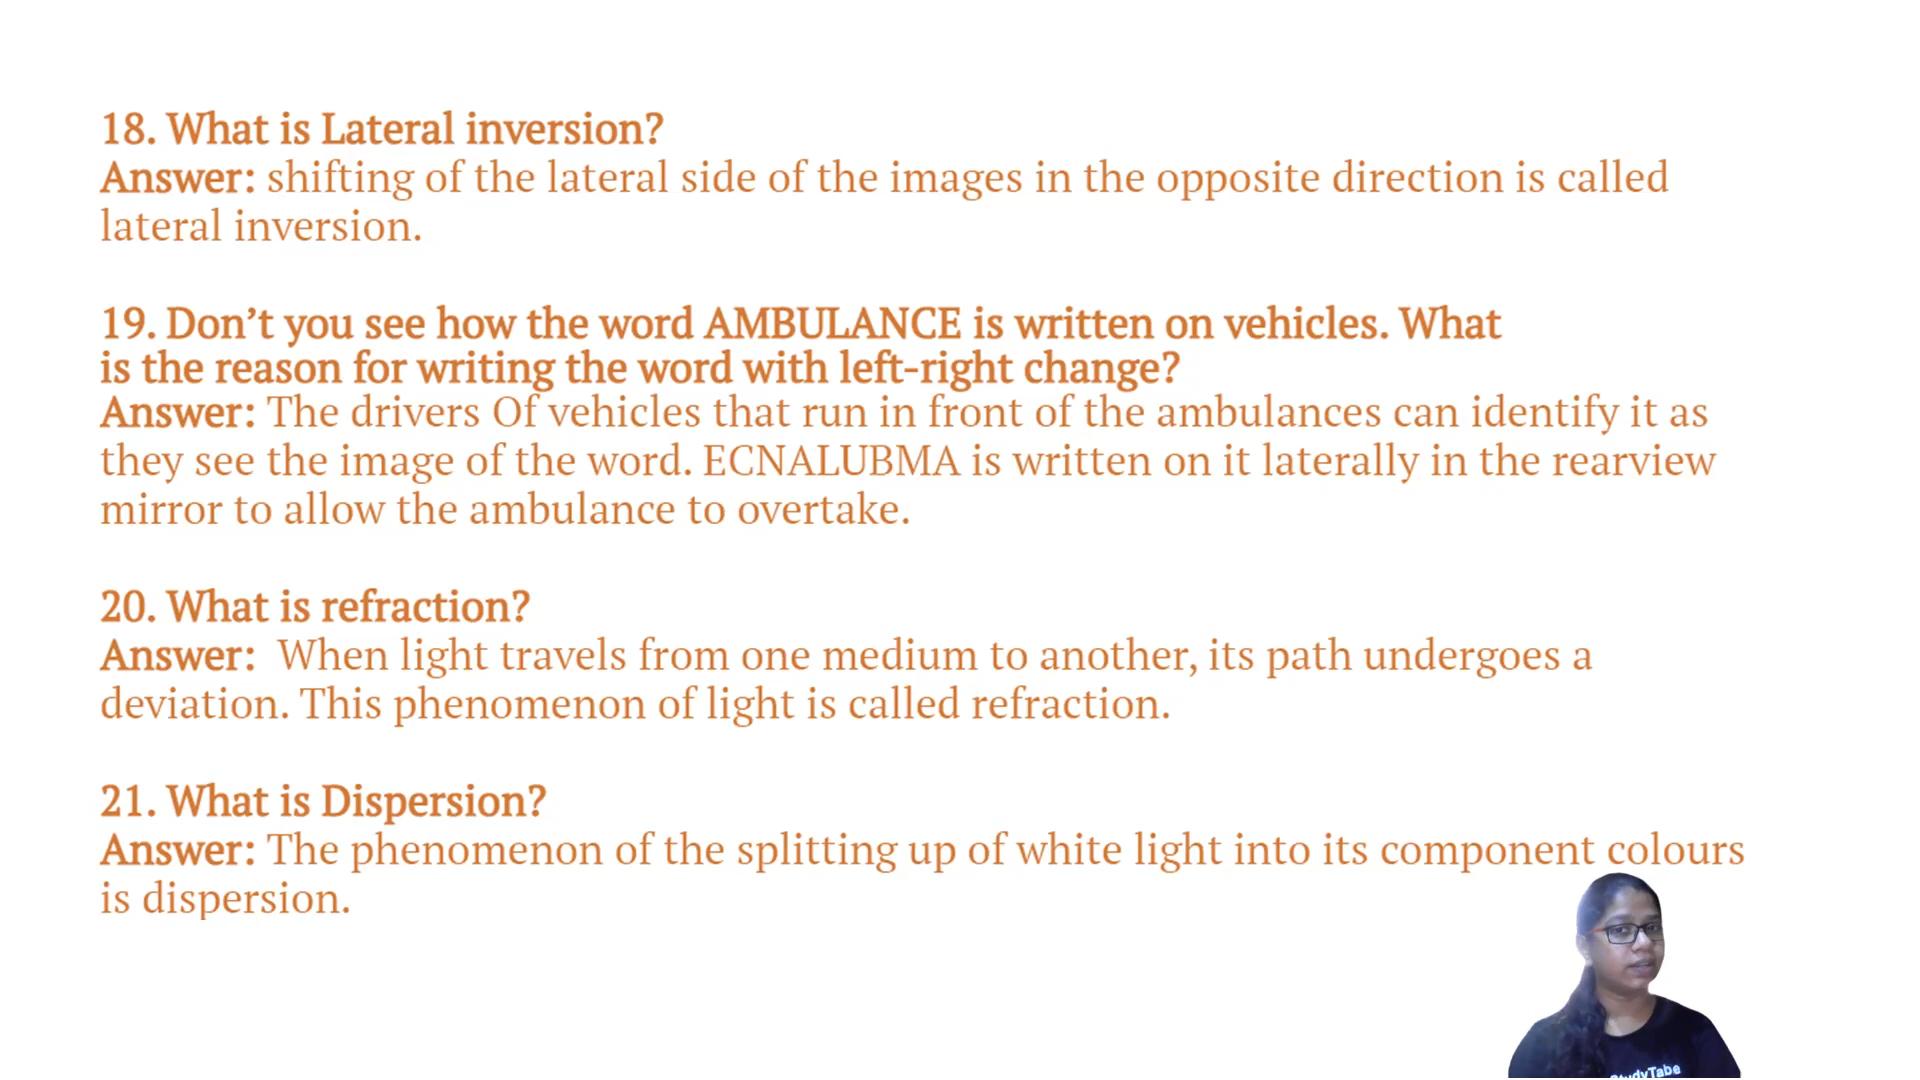 18. What is Lateral inversion?
Answer: shifting of the lateral side of the images in the opposite direction is called
lateral inversion.
19. Don’t you see how the word AMBULANCE is written on vehicles. What
is the reason for writing the word with left-right change?
Answer: The drivers Of vehicles that run in front of the ambulances can identify it as
they see the image of the word. ECNALUBMA is written on it laterally in the rearview
mirror to allow the ambulance to overtake.
20. What is refraction?
Answer: When light travels from one medium to another, its path undergoes a
deviation. This phenomenon of light is called refraction.
21. What is Dispersion?
Answer: The phenomenon of the splitting up of white light into its component colours
is dispersion.